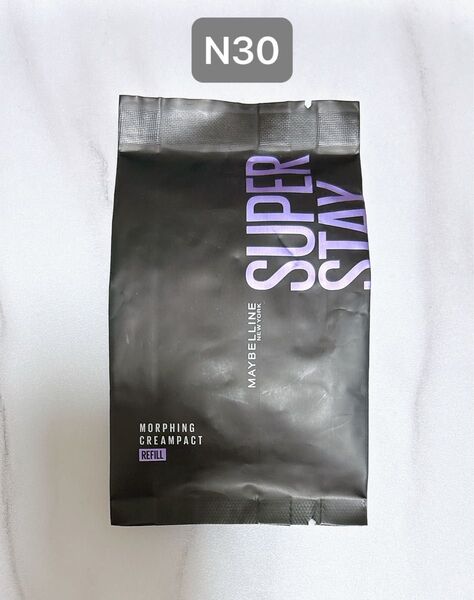 N30
SUPER
STAY
MAYBELLINE
NEW YORK
MORPHING
CREAMPACT
REFILL